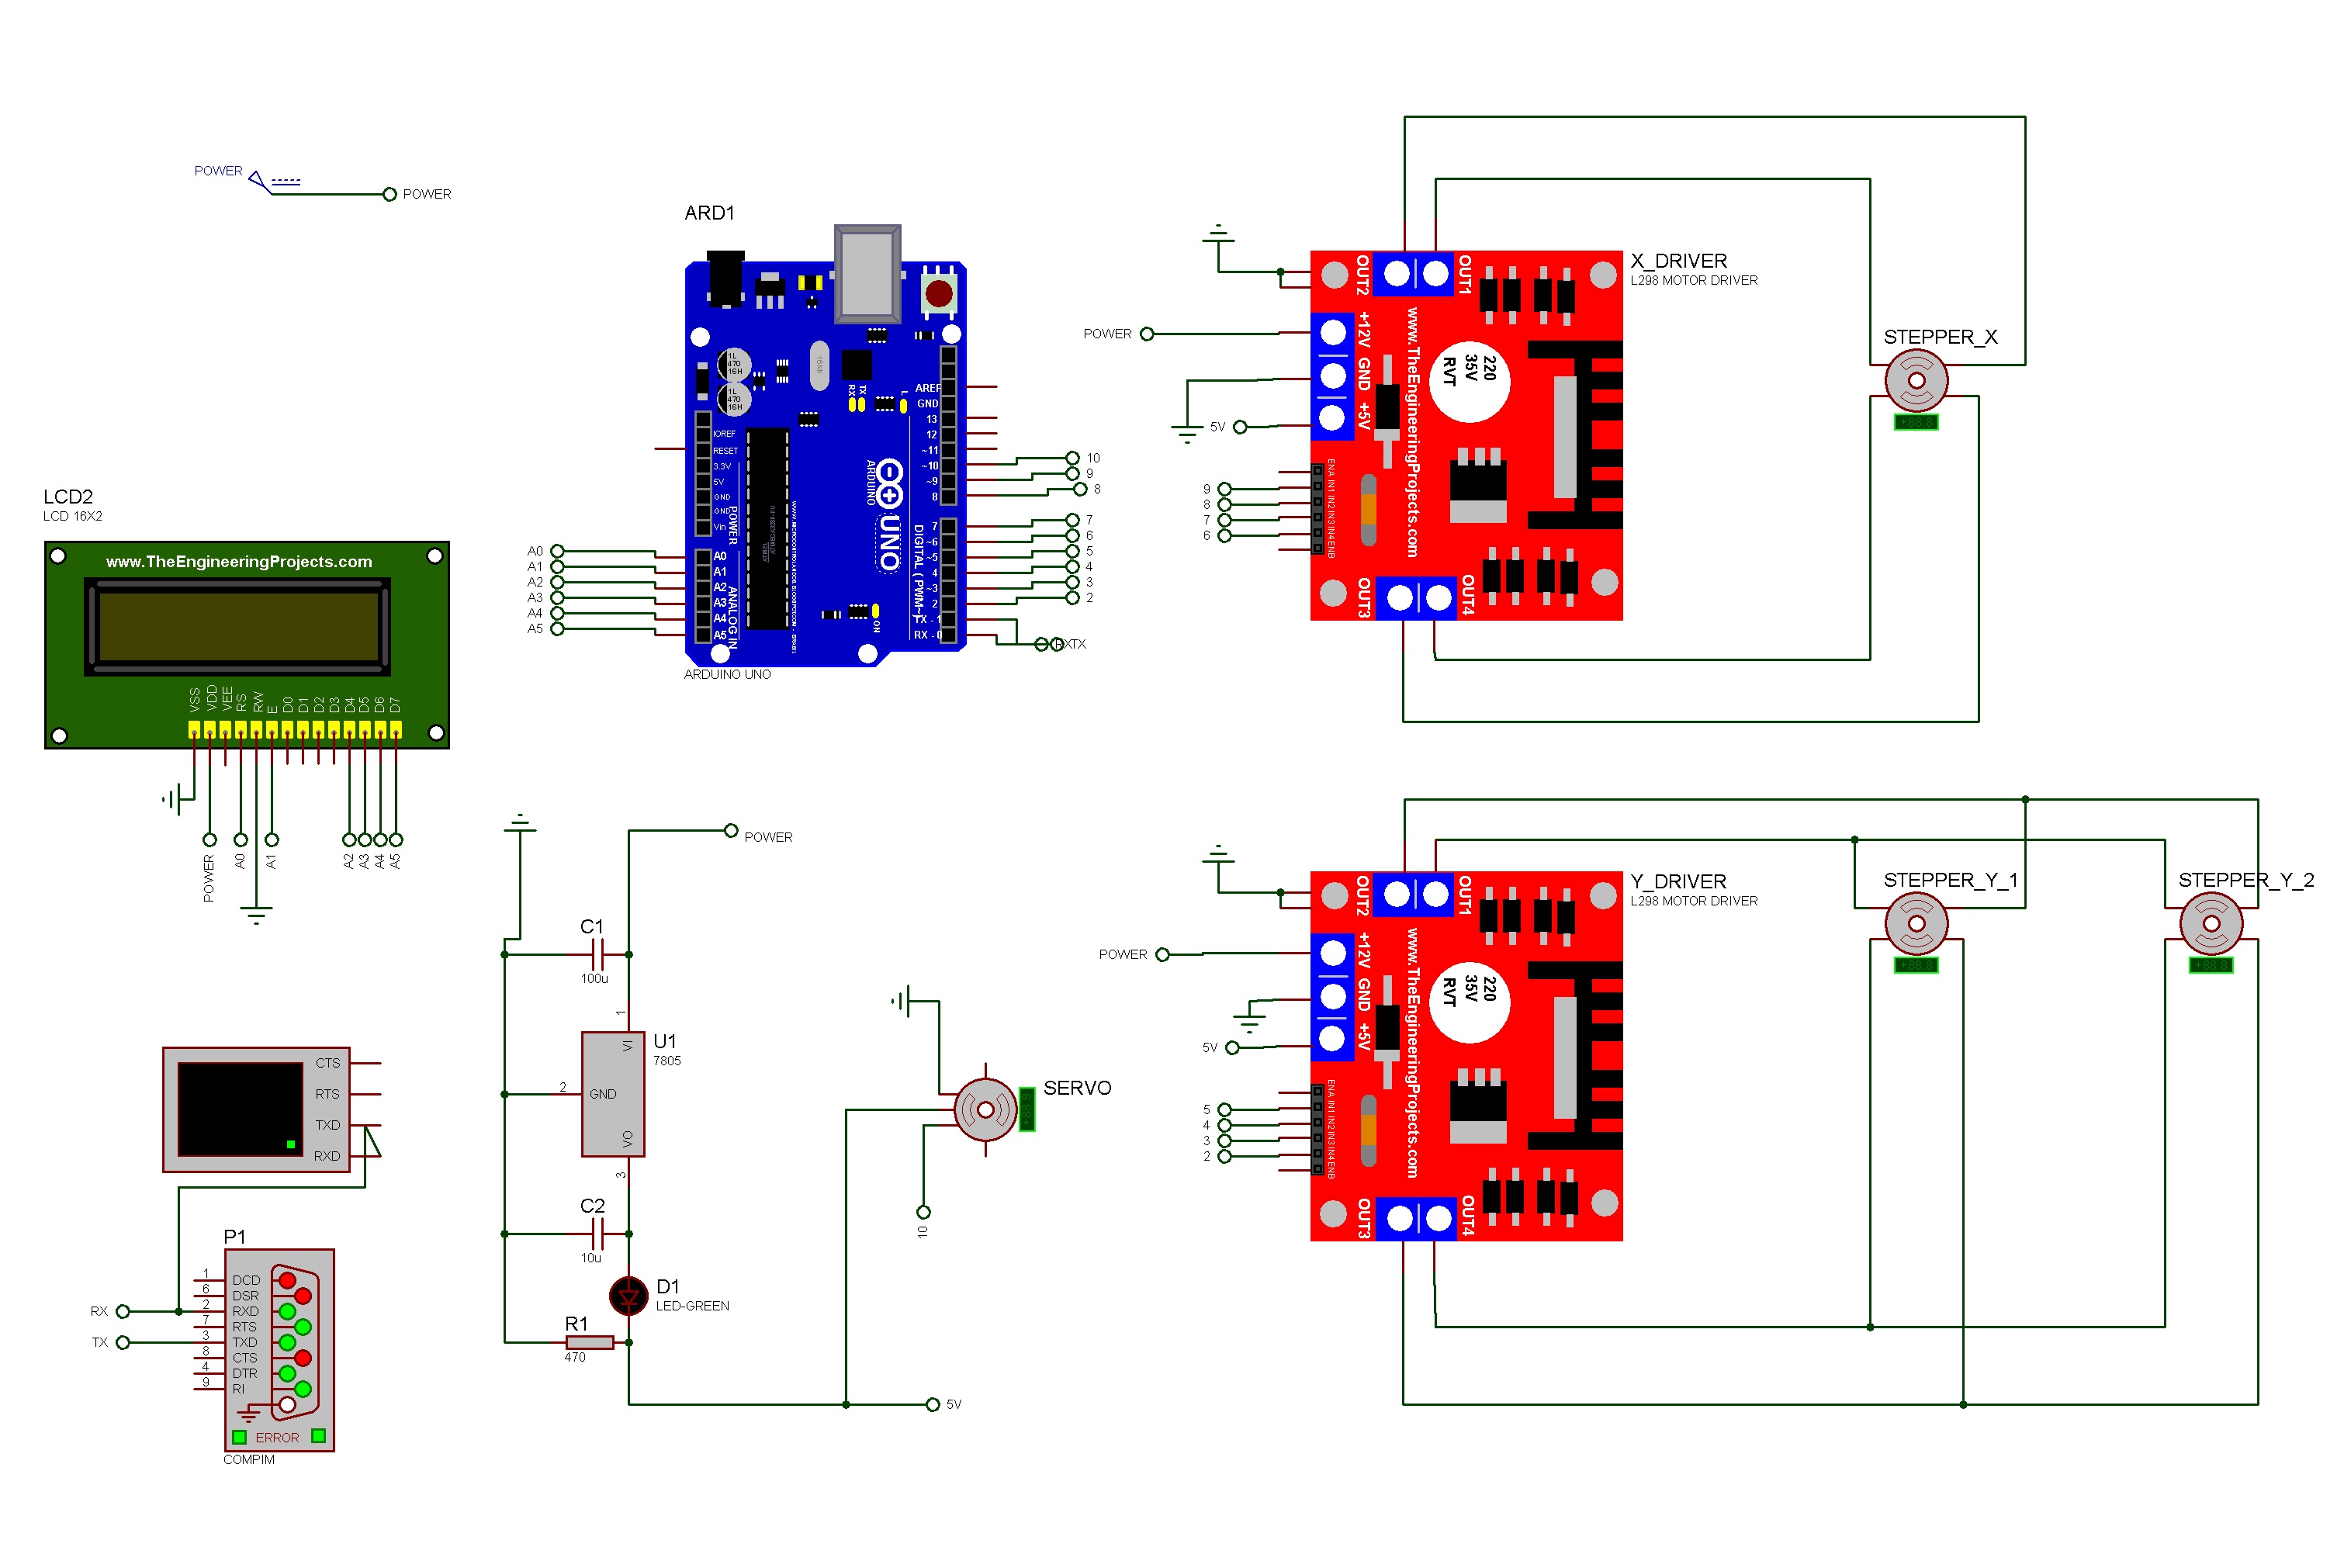 POWER
POWER
ARD1
ARDUINO UNO
1L
470
16H
1L
470
16H
16MI
RX
TX
L
AREF
GND
13
12
~11
~10
~9
8
7
~6
~5
4
~3
2
TX - 1
RX - 0
IOREF
RESET
3.3V
5V
GND
GND
Vin
A0
A1
A2
A3
A4
A5
POWER
ANALOG IN
DIGITAL ( PWM~)
ARDUINO
UNO
ON
A0
A1
A2
A3
A4
A5
10
9
8
7
6
5
4
3
2
LCD2
LCD 16X2
www.TheEngineeringProjects.com
VSS
VDD
VEE
RS
RW
E
D0
D1
D2
D3
D4
D5
D6
D7
POWER
A0
A1
A2
A3
A4
A5
X_DRIVER
L298 MOTOR DRIVER
OUT2
OUT1
+12V
GND
+5V
www.TheEngineeringProjects.com
220
35V
RVT
ENA IN1 IN2 IN3 IN4 ENB
OUT3
OUT4
POWER
5V
9
8
7
6
STEPPER_X
Y_DRIVER
L298 MOTOR DRIVER
OUT2
OUT1
+12V
GND
+5V
www.TheEngineeringProjects.com
220
35V
RVT
ENA IN1 IN2 IN3 IN4 ENB
OUT3
OUT4
POWER
5V
5
4
3
2
STEPPER_Y_1
STEPPER_Y_2
POWER
C1
100u
U1
7805
1
VI
2
GND
VO
3
C2
10u
D1
LED-GREEN
R1
470
5V
SERVO
10
CTS
RTS
TXD
RXD
P1
1
DCD
6
DSR
2
RXD
7
RTS
3
TXD
8
CTS
4
DTR
9
RI
ERROR
COMPIM
RX
TX